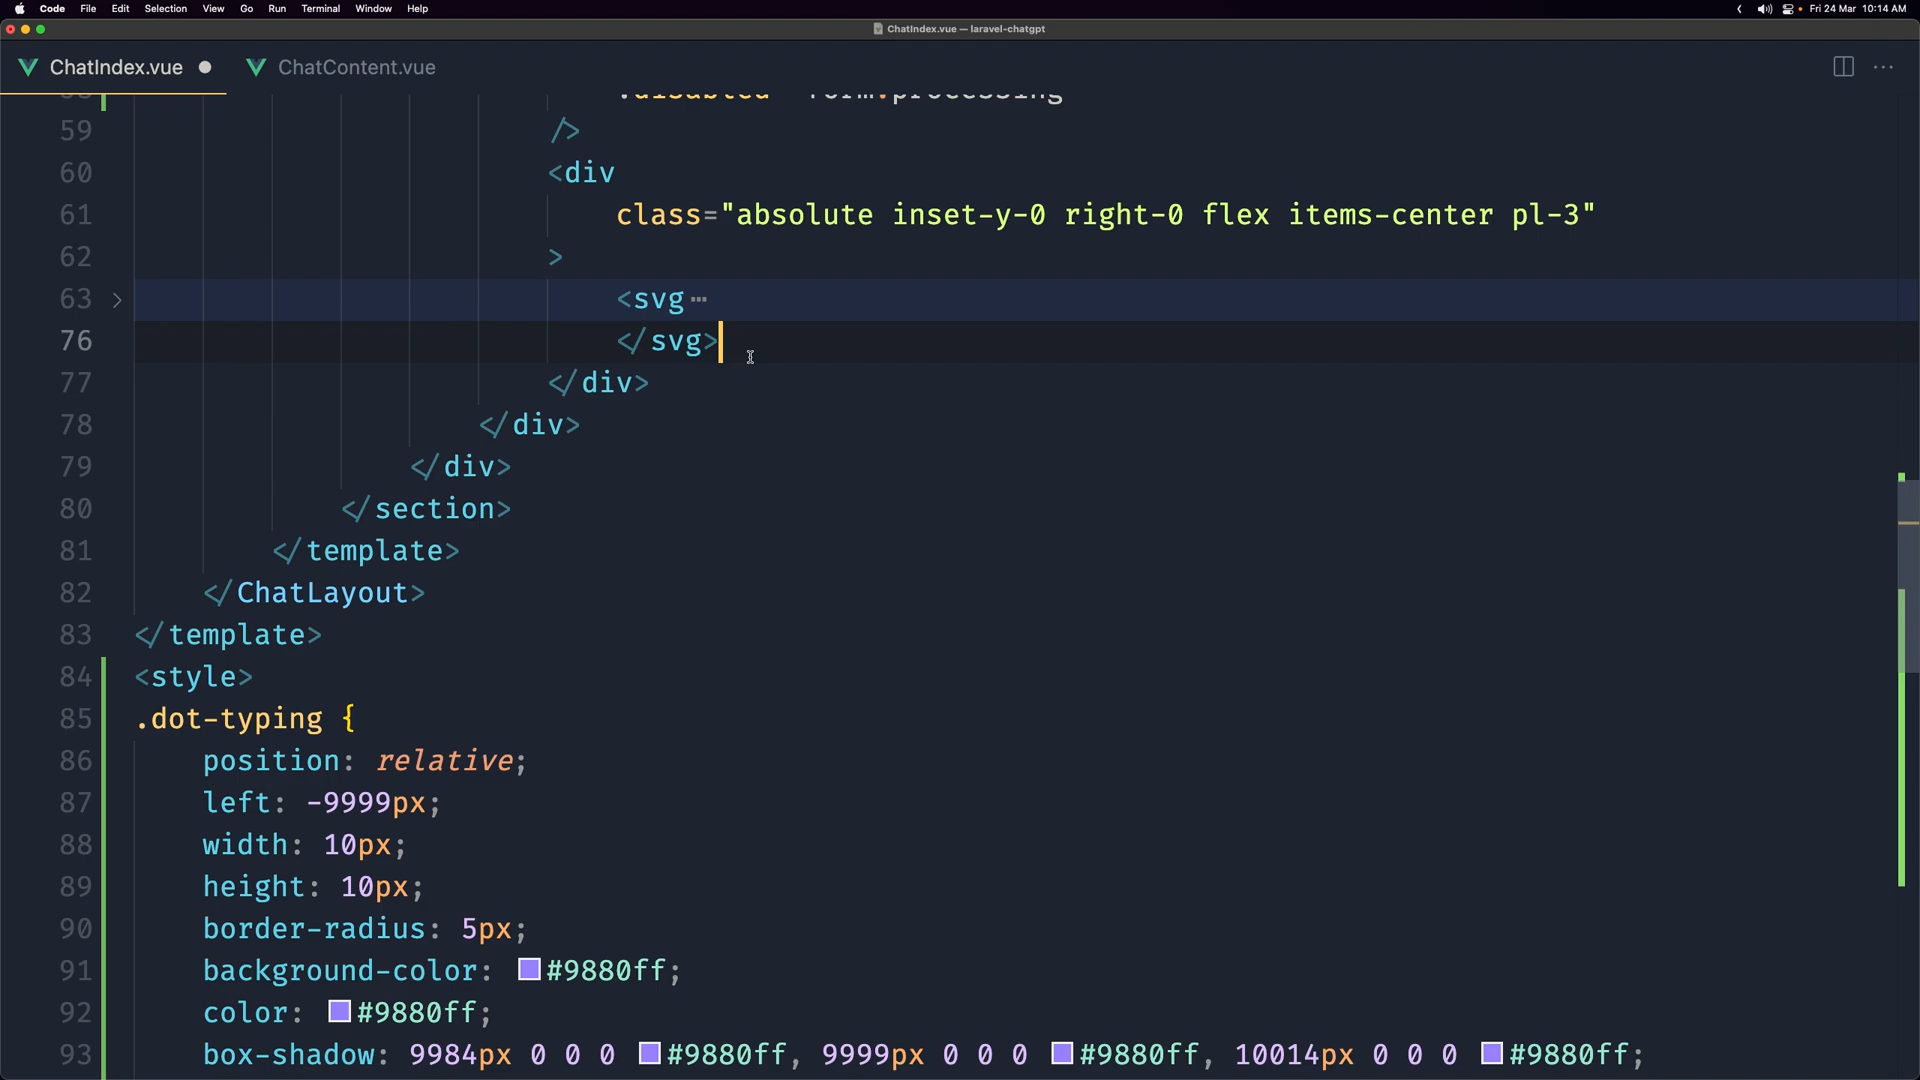 Code File Edit Selection View Go Run Terminal Window Help Fri 24 Mar 10:14 AM
ChatIndex.vue — laravel-chatgpt
ChatIndex.vue ChatContent.vue
:disabled form.processing
59 />
60 <div
61 class="absolute inset-y-0 right-0 flex items-center pl-3"
62 >
63 <svg…
76 </svg>
77 </div>
78 </div>
79 </div>
80 </section>
81 </template>
82 </ChatLayout>
83 </template>
84 <style>
85 .dot-typing {
86 position: relative;
87 left: -9999px;
88 width: 10px;
89 height: 10px;
90 border-radius: 5px;
91 background-color: #9880ff;
92 color: #9880ff;
93 box-shadow: 9984px 0 0 0 #9880ff, 9999px 0 0 0 #9880ff, 10014px 0 0 0 #9880ff;